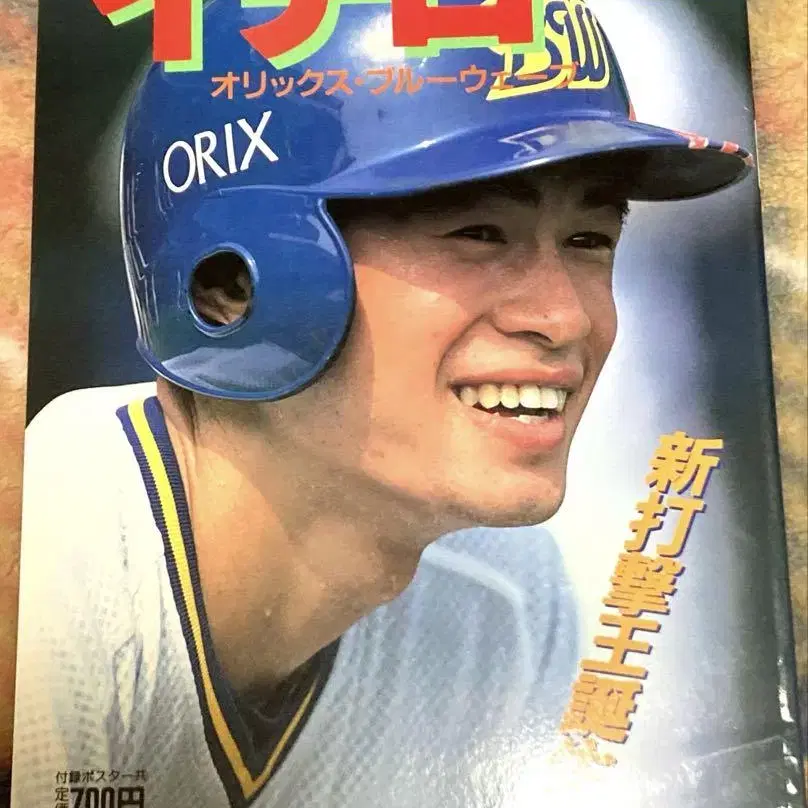 イチロー
オリックス・ブルーウェーブ
BW
ORIX
新打撃王誕
付録ポスター共
定価700円